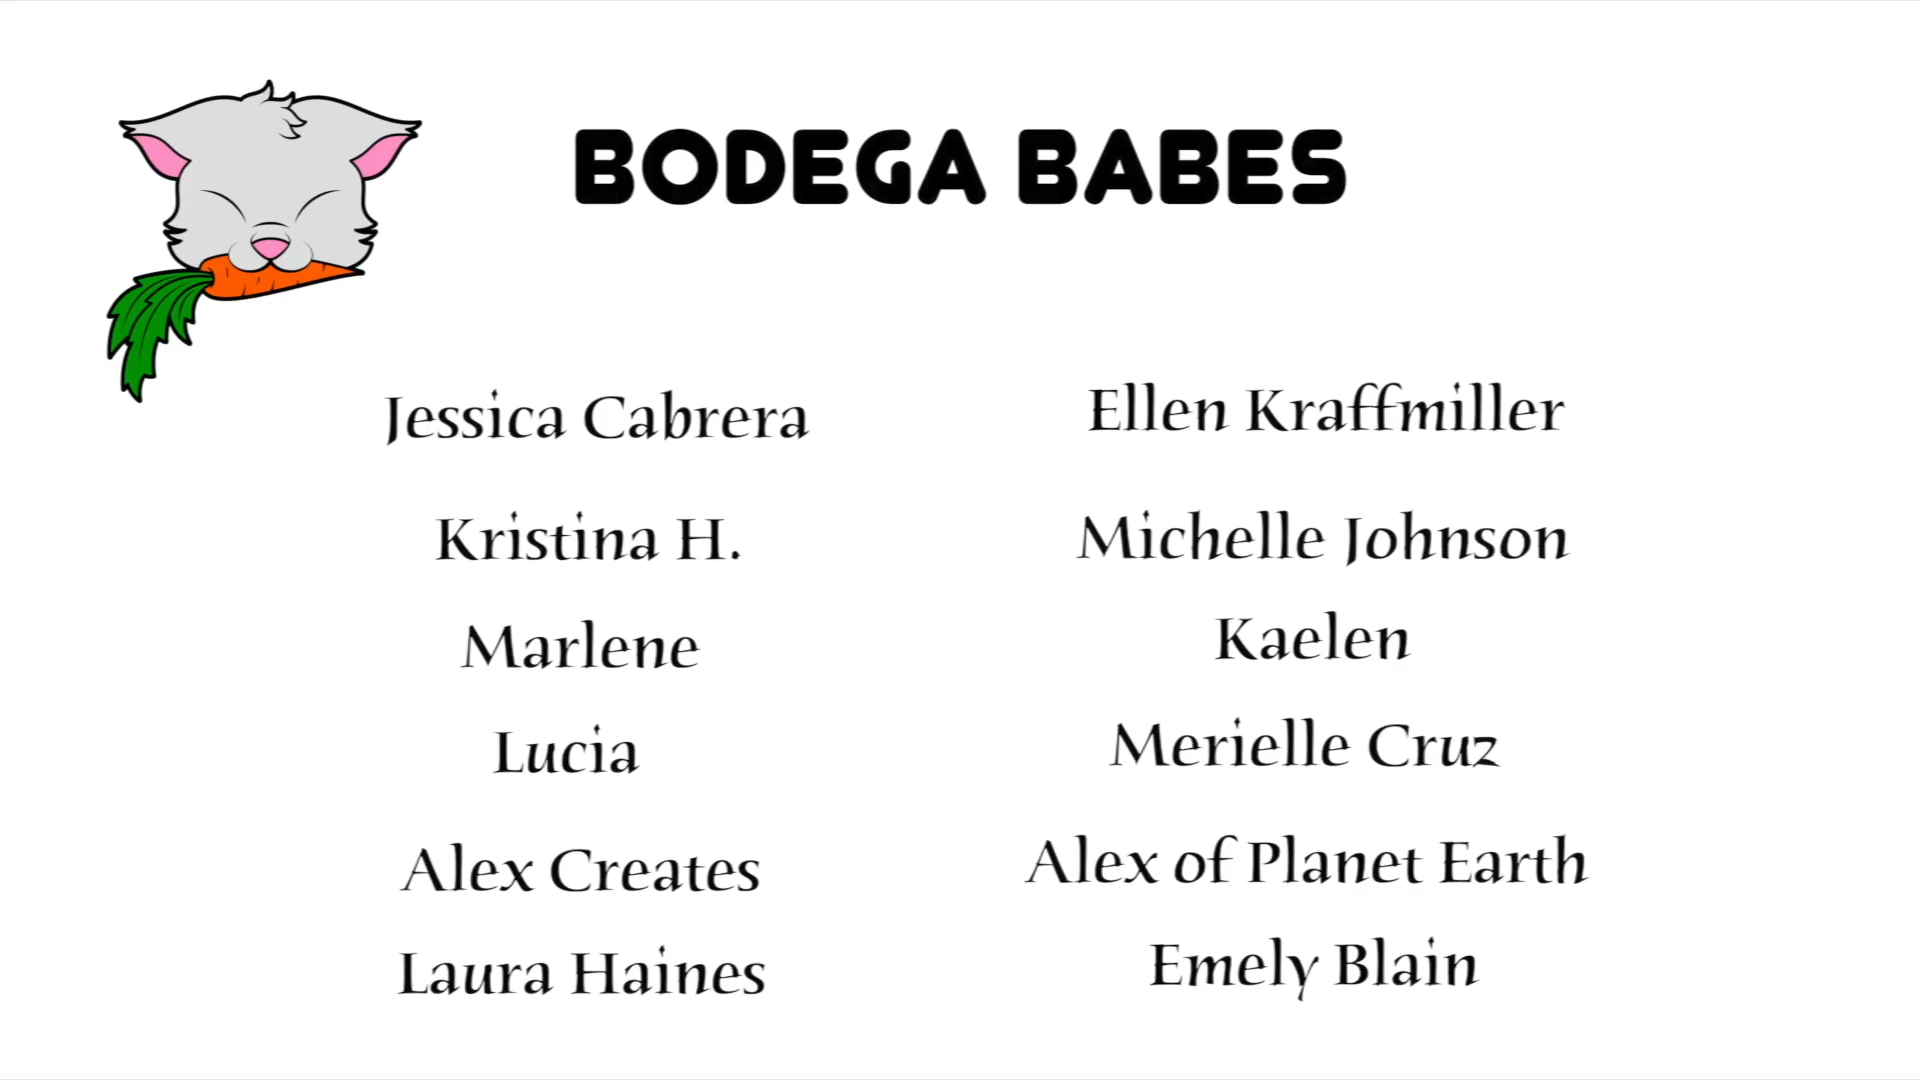 BODEGA BABES
Jessica Cabrera
Ellen Kraffmiller
Kristina H.
Michelle Johnson
Marlene
Kaelen
Lucia
Merielle Cruz
Alex Creates
Alex of Planet Earth
Laura Haines
Emely Blain